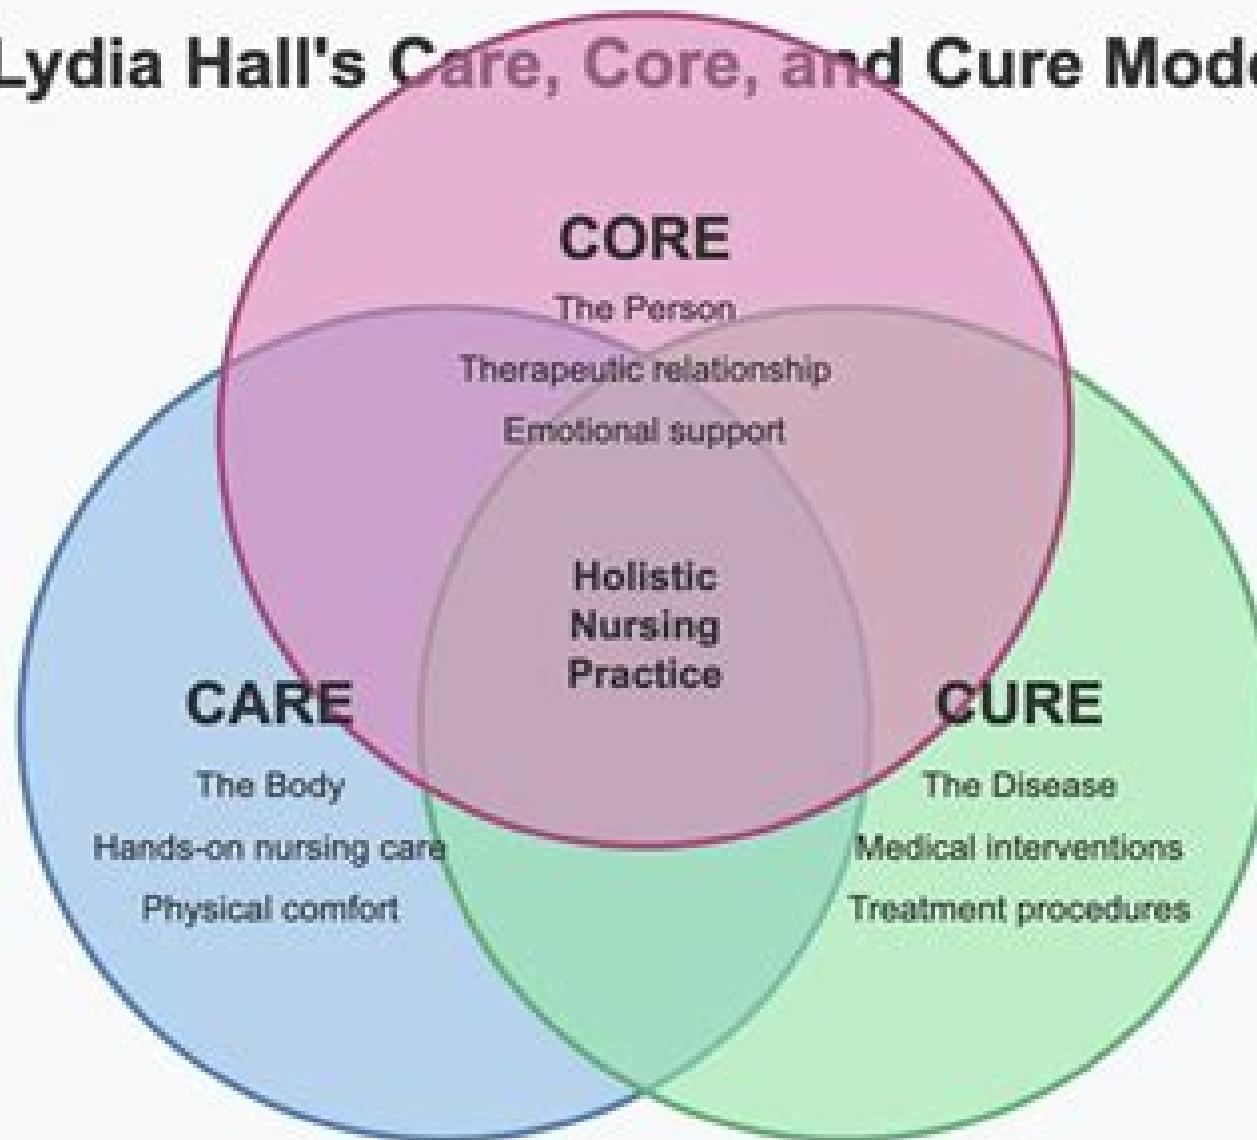 Lydia Hall's Care, Core, and Cure Mode
CORE
The Person
Therapeutic relationship
Emotional support
Holistic
Nursing
Practice
CARE
The Body
Hands-on nursing care
Physical comfort
CURE
The Disease
Medical interventions
Treatment procedures